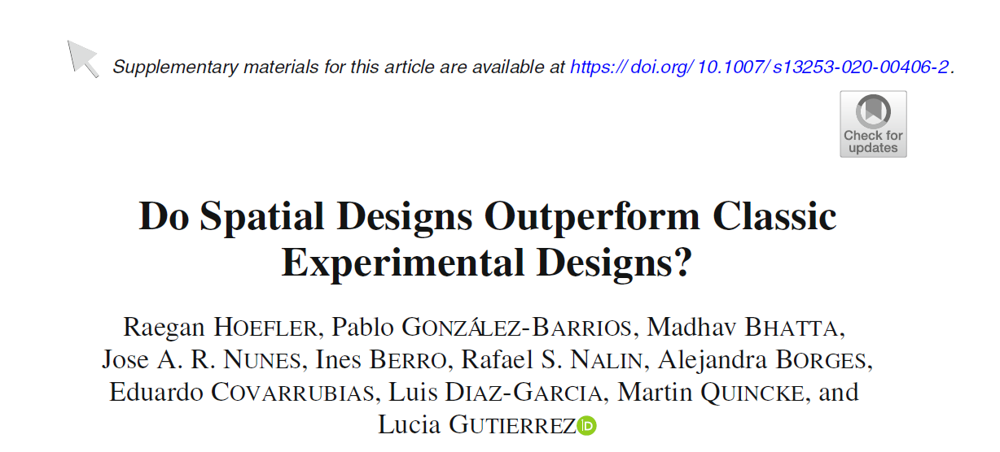 Supplementary materials for this article are available at https:// doi.org/ 10.1007/ s13253-020-00406-2.
Check for
updates
Do Spatial Designs Outperform Classic
Experimental Designs?
Raegan HOEFLER, Pablo GONZÁLEZ-BARRIOS, Madhav BHATTA,
Jose A. R. NUNES, Ines BERRO, Rafael S. NALIN, Alejandra BORGES,
Eduardo COVARRUBIAS, Luis DIAZ-GARCIA, Martin QUINCKE, and
Lucia GUTIERREZ iD